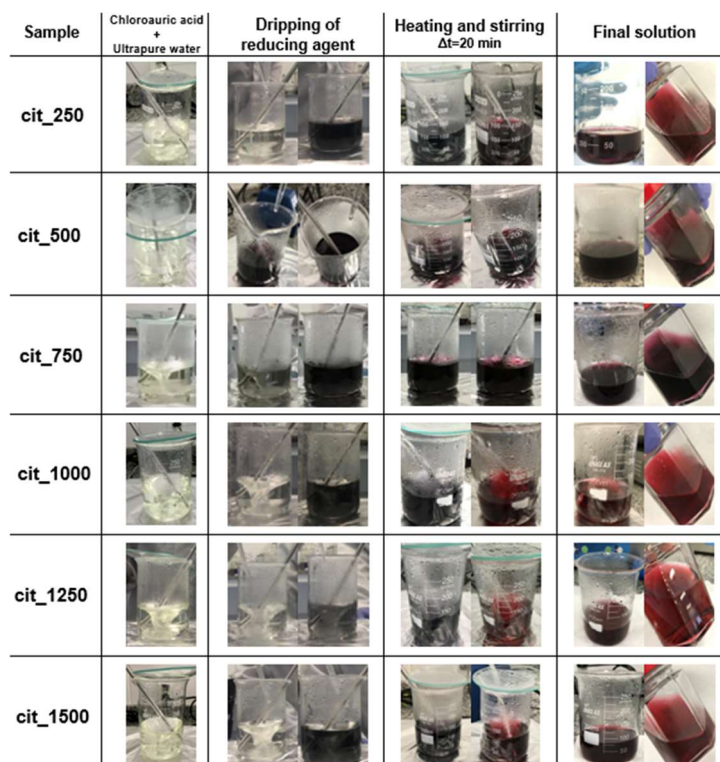 Sample
Chloroauric acid
+
Ultrapure water
Dripping of
reducing agent
Heating and stirring
Δt=20 min
Final solution
cit_250
cit_500
cit_750
cit_1000
cit_1250
cit_1500